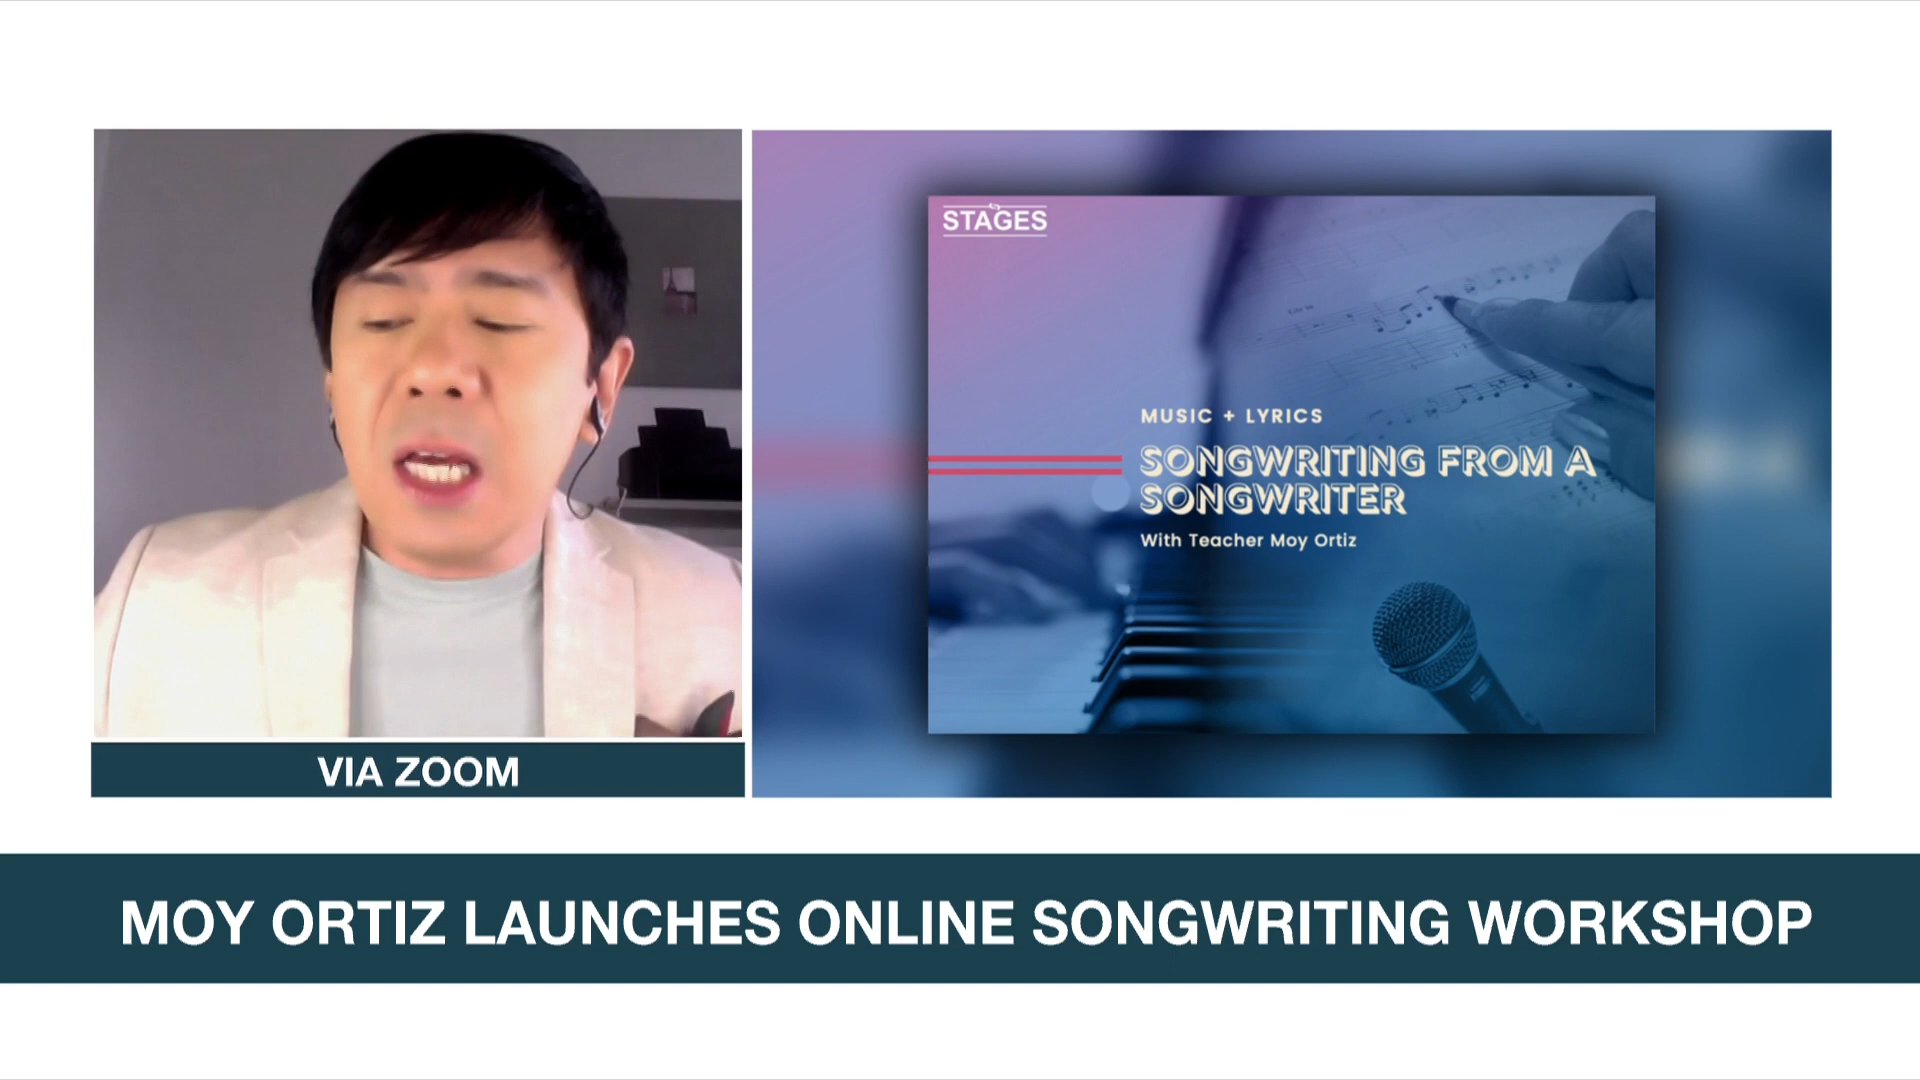 STAGES
MUSIC + LYRICS
SONGWRITING FROM A
SONGWRITER
With Teacher Moy Ortiz
VIA ZOOM
MOY ORTIZ LAUNCHES ONLINE SONGWRITING WORKSHOP